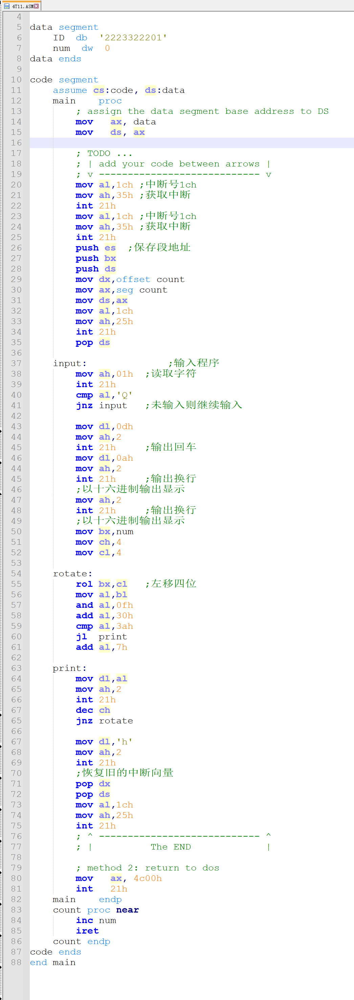 4T11.ASM
4
5 data segment
6     ID  db  '2223322201'
7     num  dw  0
8 data ends
9
10 code segment
11     assume cs:code, ds:data
12     main    proc
13         ; assign the data segment base address to DS
14         mov   ax, data
15         mov   ds, ax
16
17         ; TODO ...
18         ; | add your code between arrows |
19         ; v ---------------------------- v
20         mov al,1ch ;中断号1ch
21         mov ah,35h ;获取中断
22         int 21h
23         mov al,1ch ;中断号1ch
24         mov ah,35h ;获取中断
25         int 21h
26         push es  ;保存段地址
27         push bx
28         push ds
29         mov dx,offset count
30         mov ax,seg count
31         mov ds,ax
32         mov al,1ch
33         mov ah,25h
34         int 21h
35         pop ds
36
37     input:              ;输入程序
38         mov ah,01h  ;读取字符
39         int 21h
40         cmp al,'Q'
41         jnz input   ;未输入则继续输入
42
43         mov dl,0dh
44         mov ah,2
45         int 21h     ;输出回车
46         mov dl,0ah
44         mov ah,2
45         int 21h     ;输出换行
46         ;以十六进制输出显示
47         mov ah,2
48         int 21h     ;输出换行
49         ;以十六进制输出显示
50         mov bx,num
51         mov ch,4
52         mov cl,4
53
54     rotate:
55         rol bx,cl   ;左移四位
56         mov al,bl
57         and al,0fh
58         add al,30h
59         cmp al,3ah
60         jl  print
61         add al,7h
62
63     print:
64         mov dl,al
65         mov ah,2
66         int 21h
67         dec ch
65         jnz rotate
66
67         mov dl,'h'
68         mov ah,2
69         int 21h
70         ;恢复旧的中断向量
71         pop dx
72         pop ds
73         mov al,1ch
74         mov ah,25h
75         int 21h
76         ; ^ ---------------------------- ^
77         ; |          The END             |
78
79         ; method 2: return to dos
80         mov   ax, 4c00h
81         int   21h
82     main    endp
83     count proc near
84         inc num
85         iret
86     count endp
87 code ends
88 end main